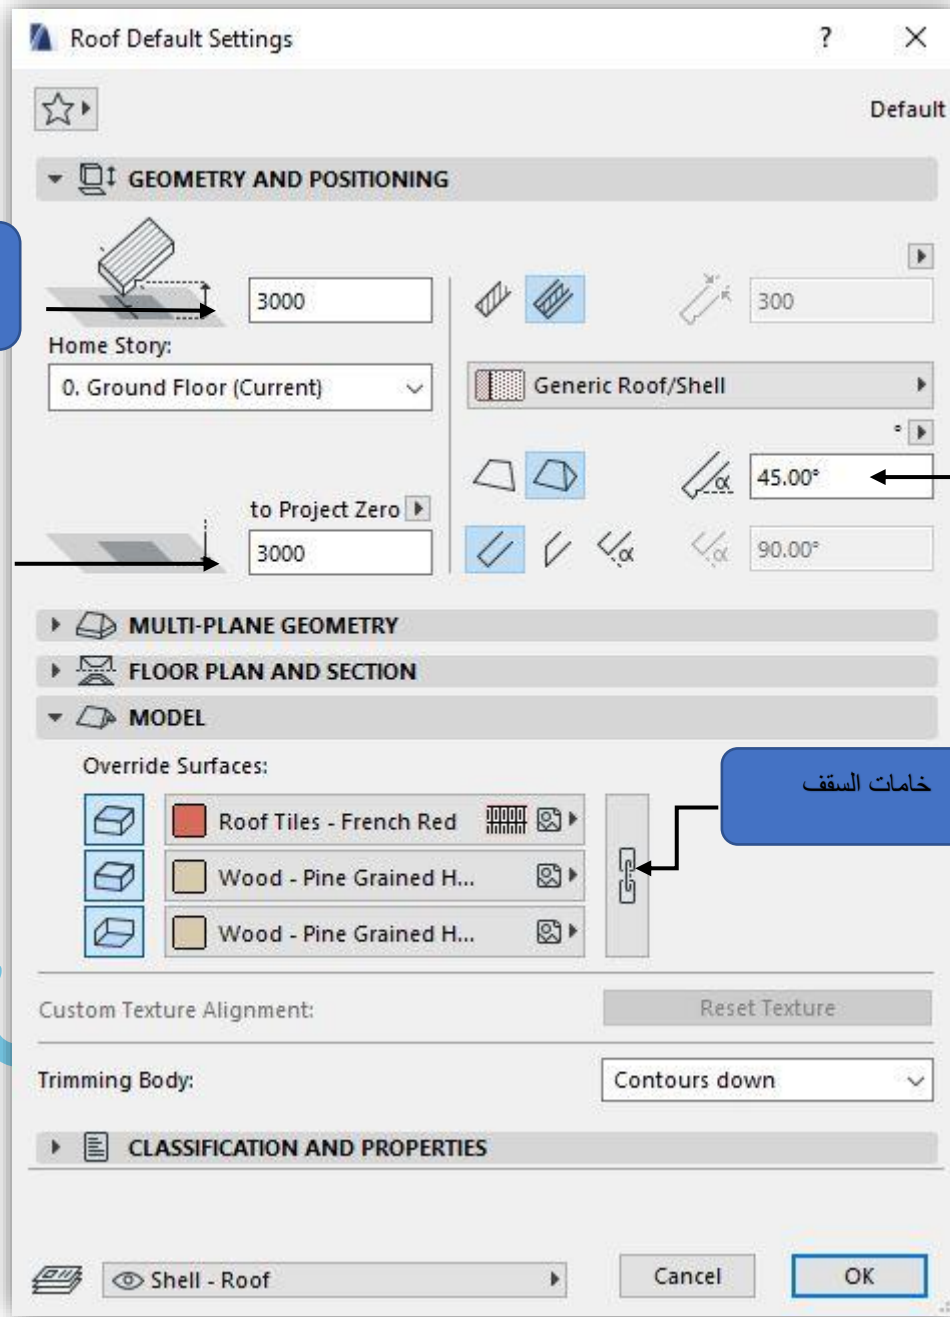 Roof Default Settings ? ×
Default
GEOMETRY AND POSITIONING
3000
300
Home Story:
0. Ground Floor (Current)
Generic Roof/Shell
°
α 45.00°
to Project Zero
3000
α α 90.00°
MULTI-PLANE GEOMETRY
FLOOR PLAN AND SECTION
MODEL
Override Surfaces:
خامات السقف
Roof Tiles - French Red
Wood - Pine Grained H...
Wood - Pine Grained H...
Custom Texture Alignment:
Reset Texture
Trimming Body:
Contours down
CLASSIFICATION AND PROPERTIES
Shell - Roof
Cancel
OK